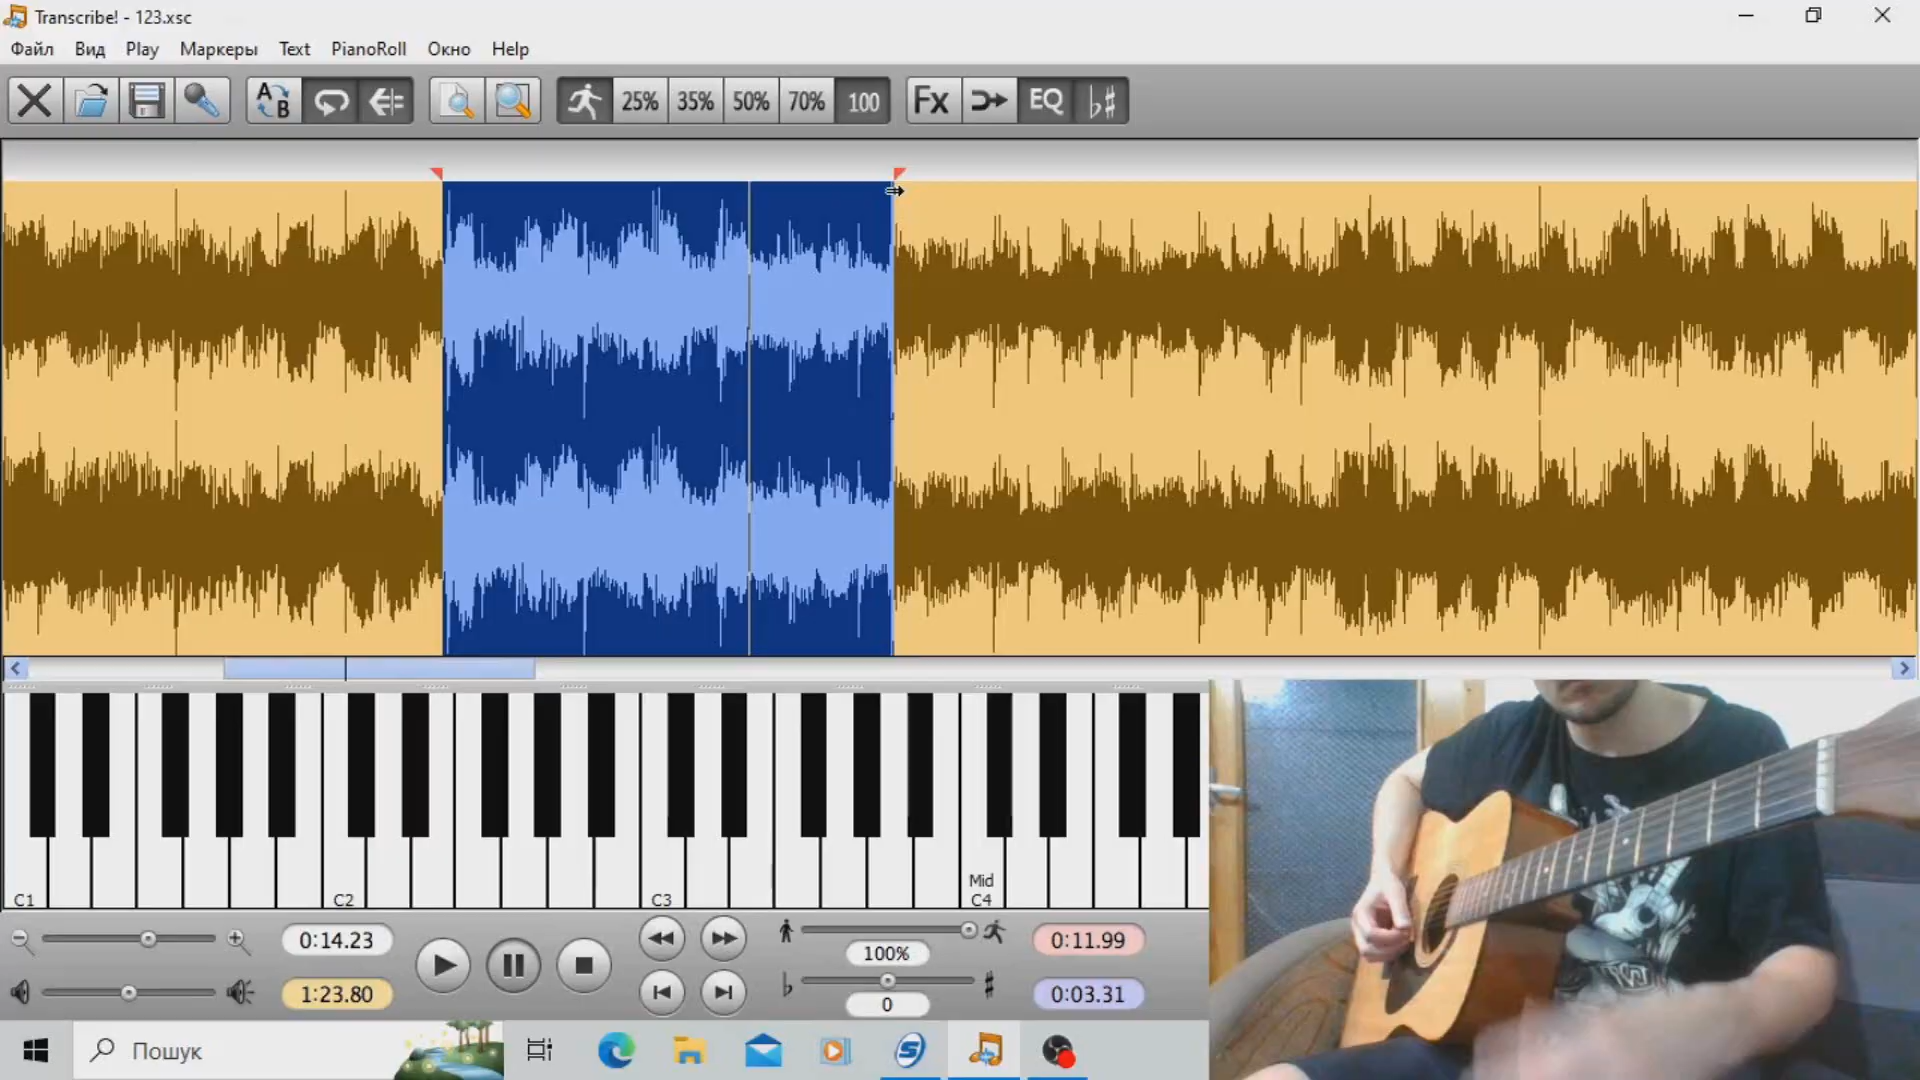 Transcribe! - 123.xsc
Файл Вид Play Маркеры Text PianoRoll Окно Help
A B 25% 35% 50% 70% 100 Fx EQ ♭♯
Mid
C1 C2 C3 C4
0:14.23 100% 0:11.99
1:23.80 ♭ 0 ♯ 0:03.31
Пошук